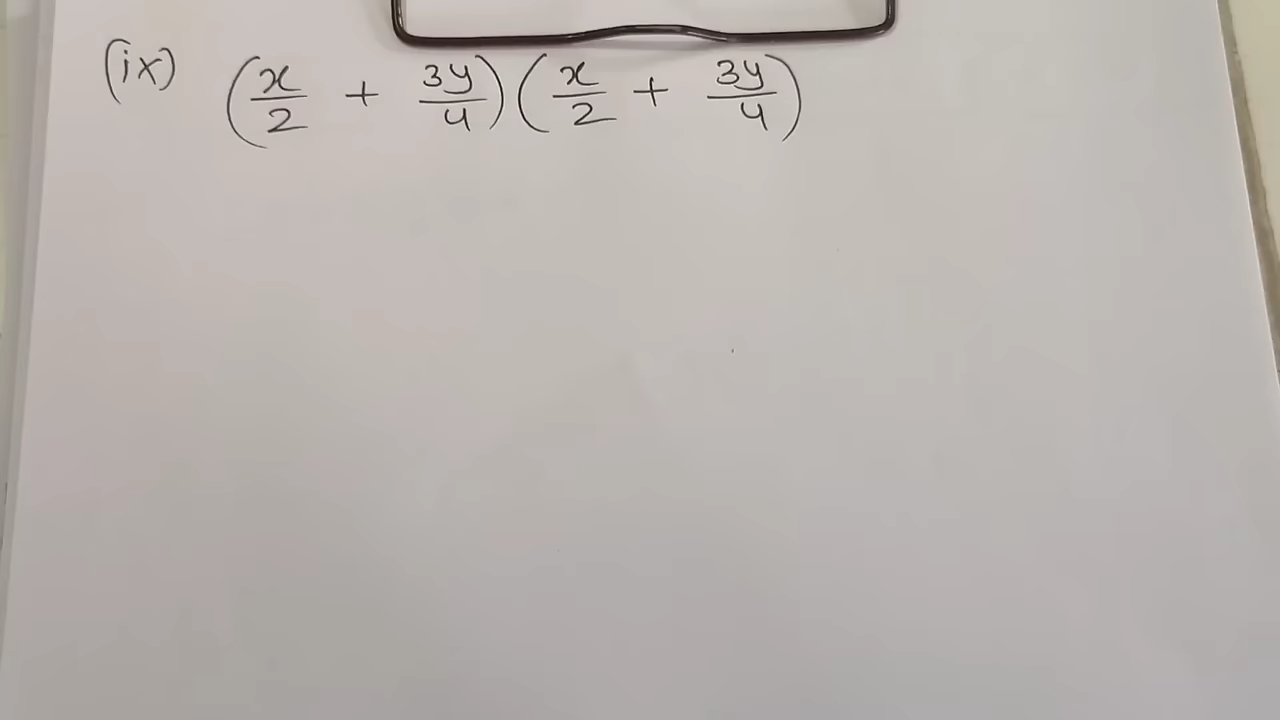 (ix) (x/2 + 3y/4)(x/2 + 3y/4)